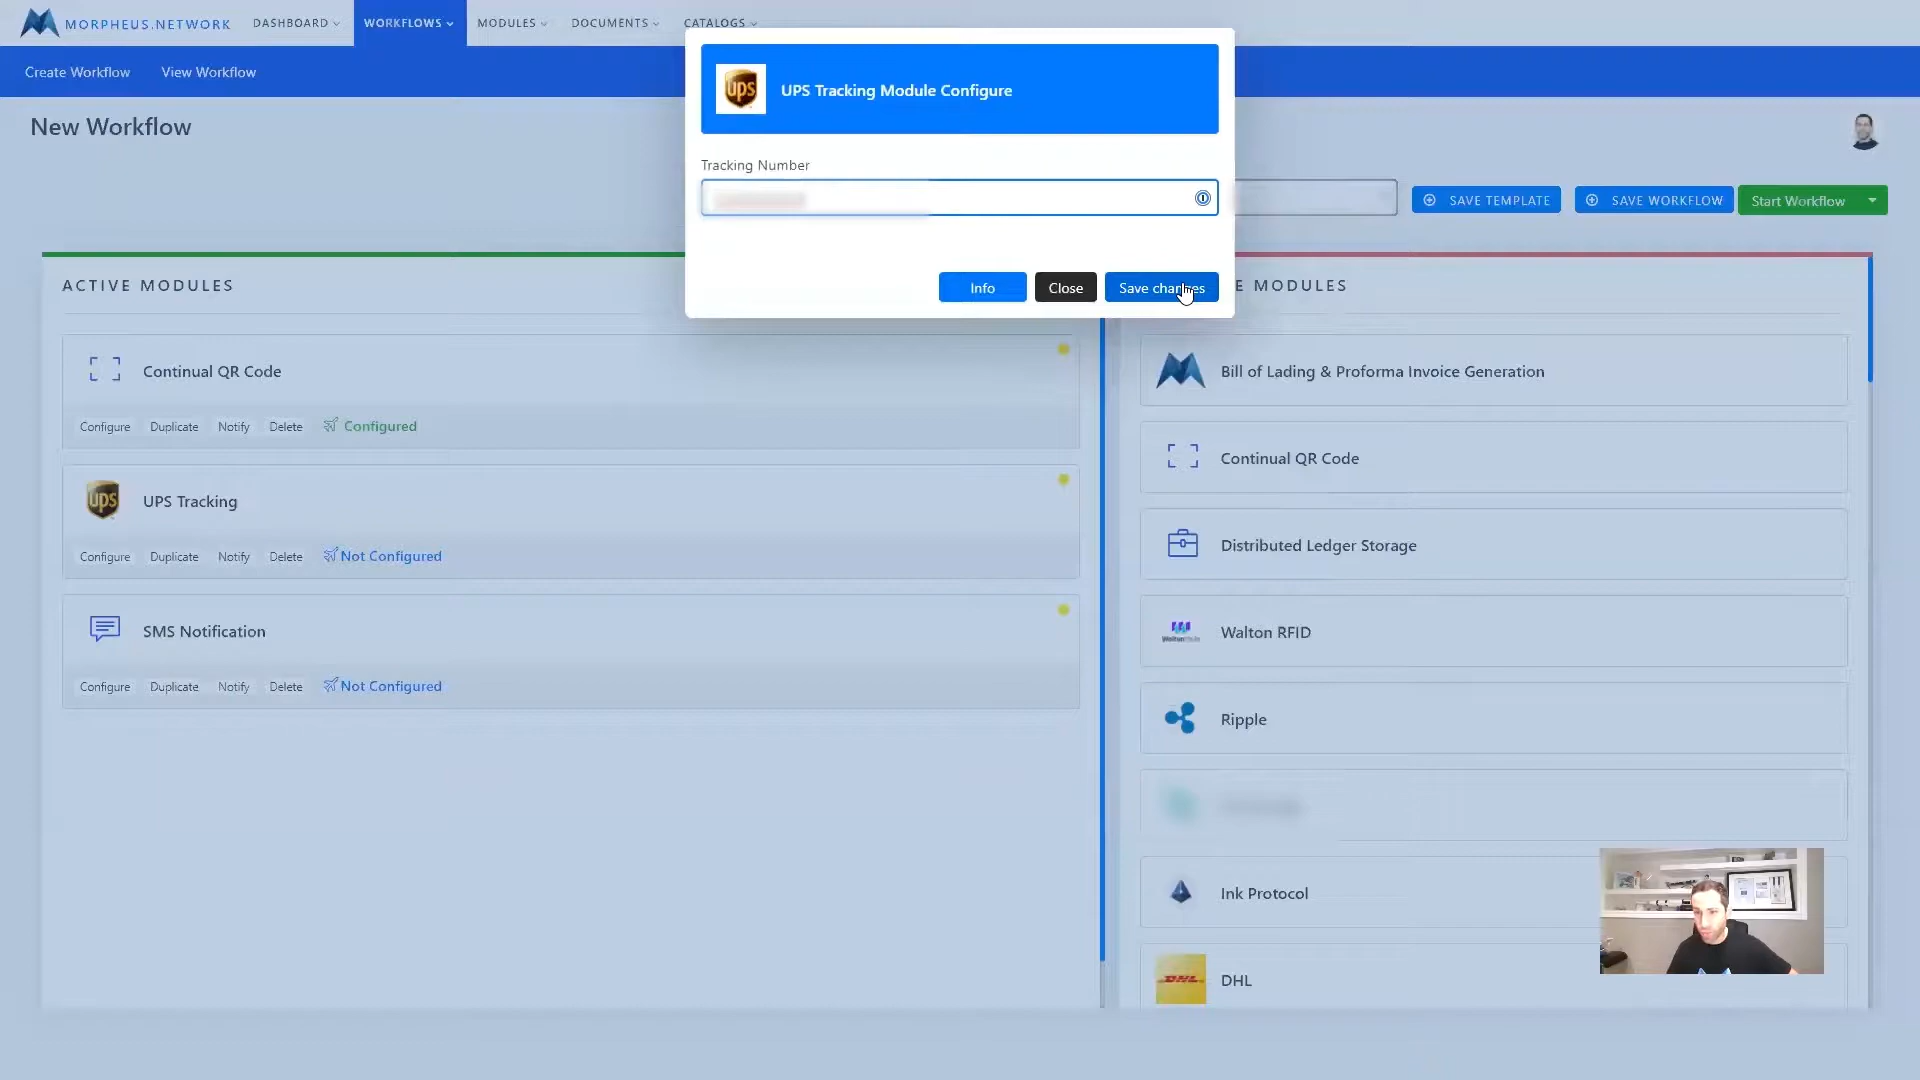 MORPHEUS.NETWORK
DASHBOARD
WORKFLOWS
MODULES
DOCUMENTS
CATALOGS
Create Workflow
View Workflow
New Workflow
ups
UPS Tracking Module Configure
Tracking Number
Info
Close
Save changes
SAVE TEMPLATE
SAVE WORKFLOW
Start Workflow
ACTIVE MODULES
Continual QR Code
Configure Duplicate Notify Delete Configured
ups
UPS Tracking
Configure Duplicate Notify Delete Not Configured
SMS Notification
Configure Duplicate Notify Delete Not Configured
E MODULES
Bill of Lading & Proforma Invoice Generation
Continual QR Code
Distributed Ledger Storage
Walton RFID
Ripple
Ink Protocol
DHL
DHL